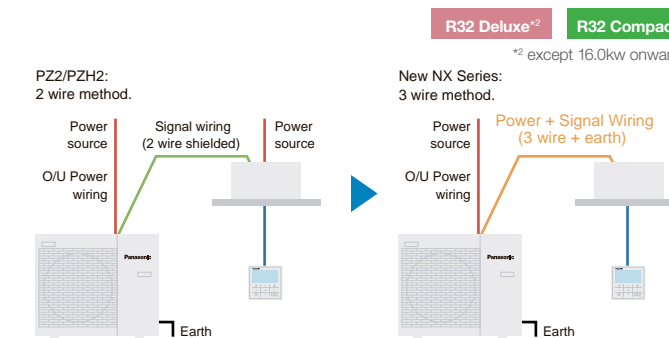 R32 Deluxe*2
R32 Compac
*2 except 16.0kw onwar
PZ2/PZH2:
2 wire method.
Power
source
Signal wiring
(2 wire shielded)
Power
source
O/U Power
wiring
Panasonic
Earth
New NX Series:
3 wire method.
Power
source
Power + Signal Wiring
(3 wire + earth)
O/U Power
wiring
Panasonic
Earth